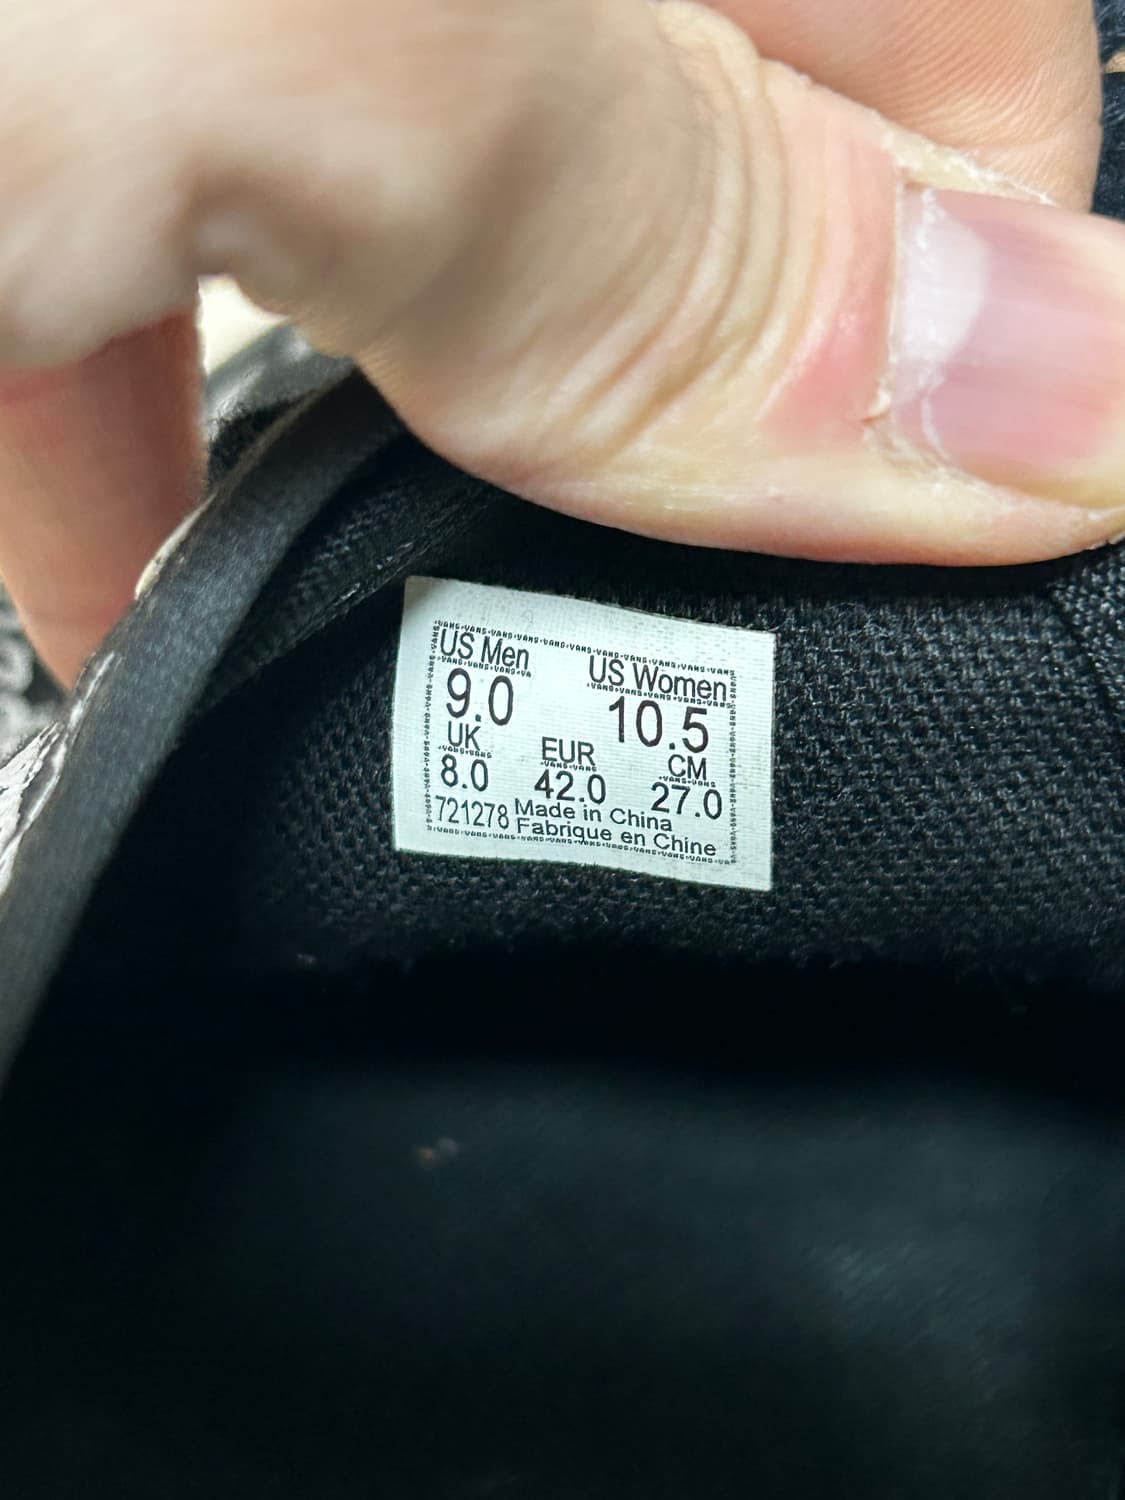 US Men US Women
9.0 10.5
UK EUR CM
8.0 42.0 27.0
721278 Made in China
Fabrique en Chine